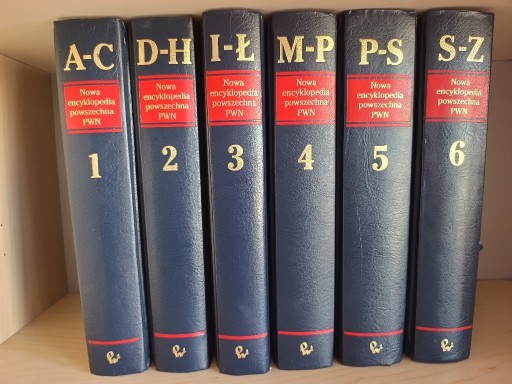 A-C
Nowa
encyklopedia
powszechna
PWN
1
D-H
Nowa
encyklopedia
powszechna
PWN
2
I-Ł
Nowa
encyklopedia
powszechna
PWN
3
M-P
Nowa
encyklopedia
powszechna
PWN
4
P-S
Nowa
encyklopedia
powszechna
PWN
5
S-Z
Nowa
encyklopedia
powszechna
PWN
6